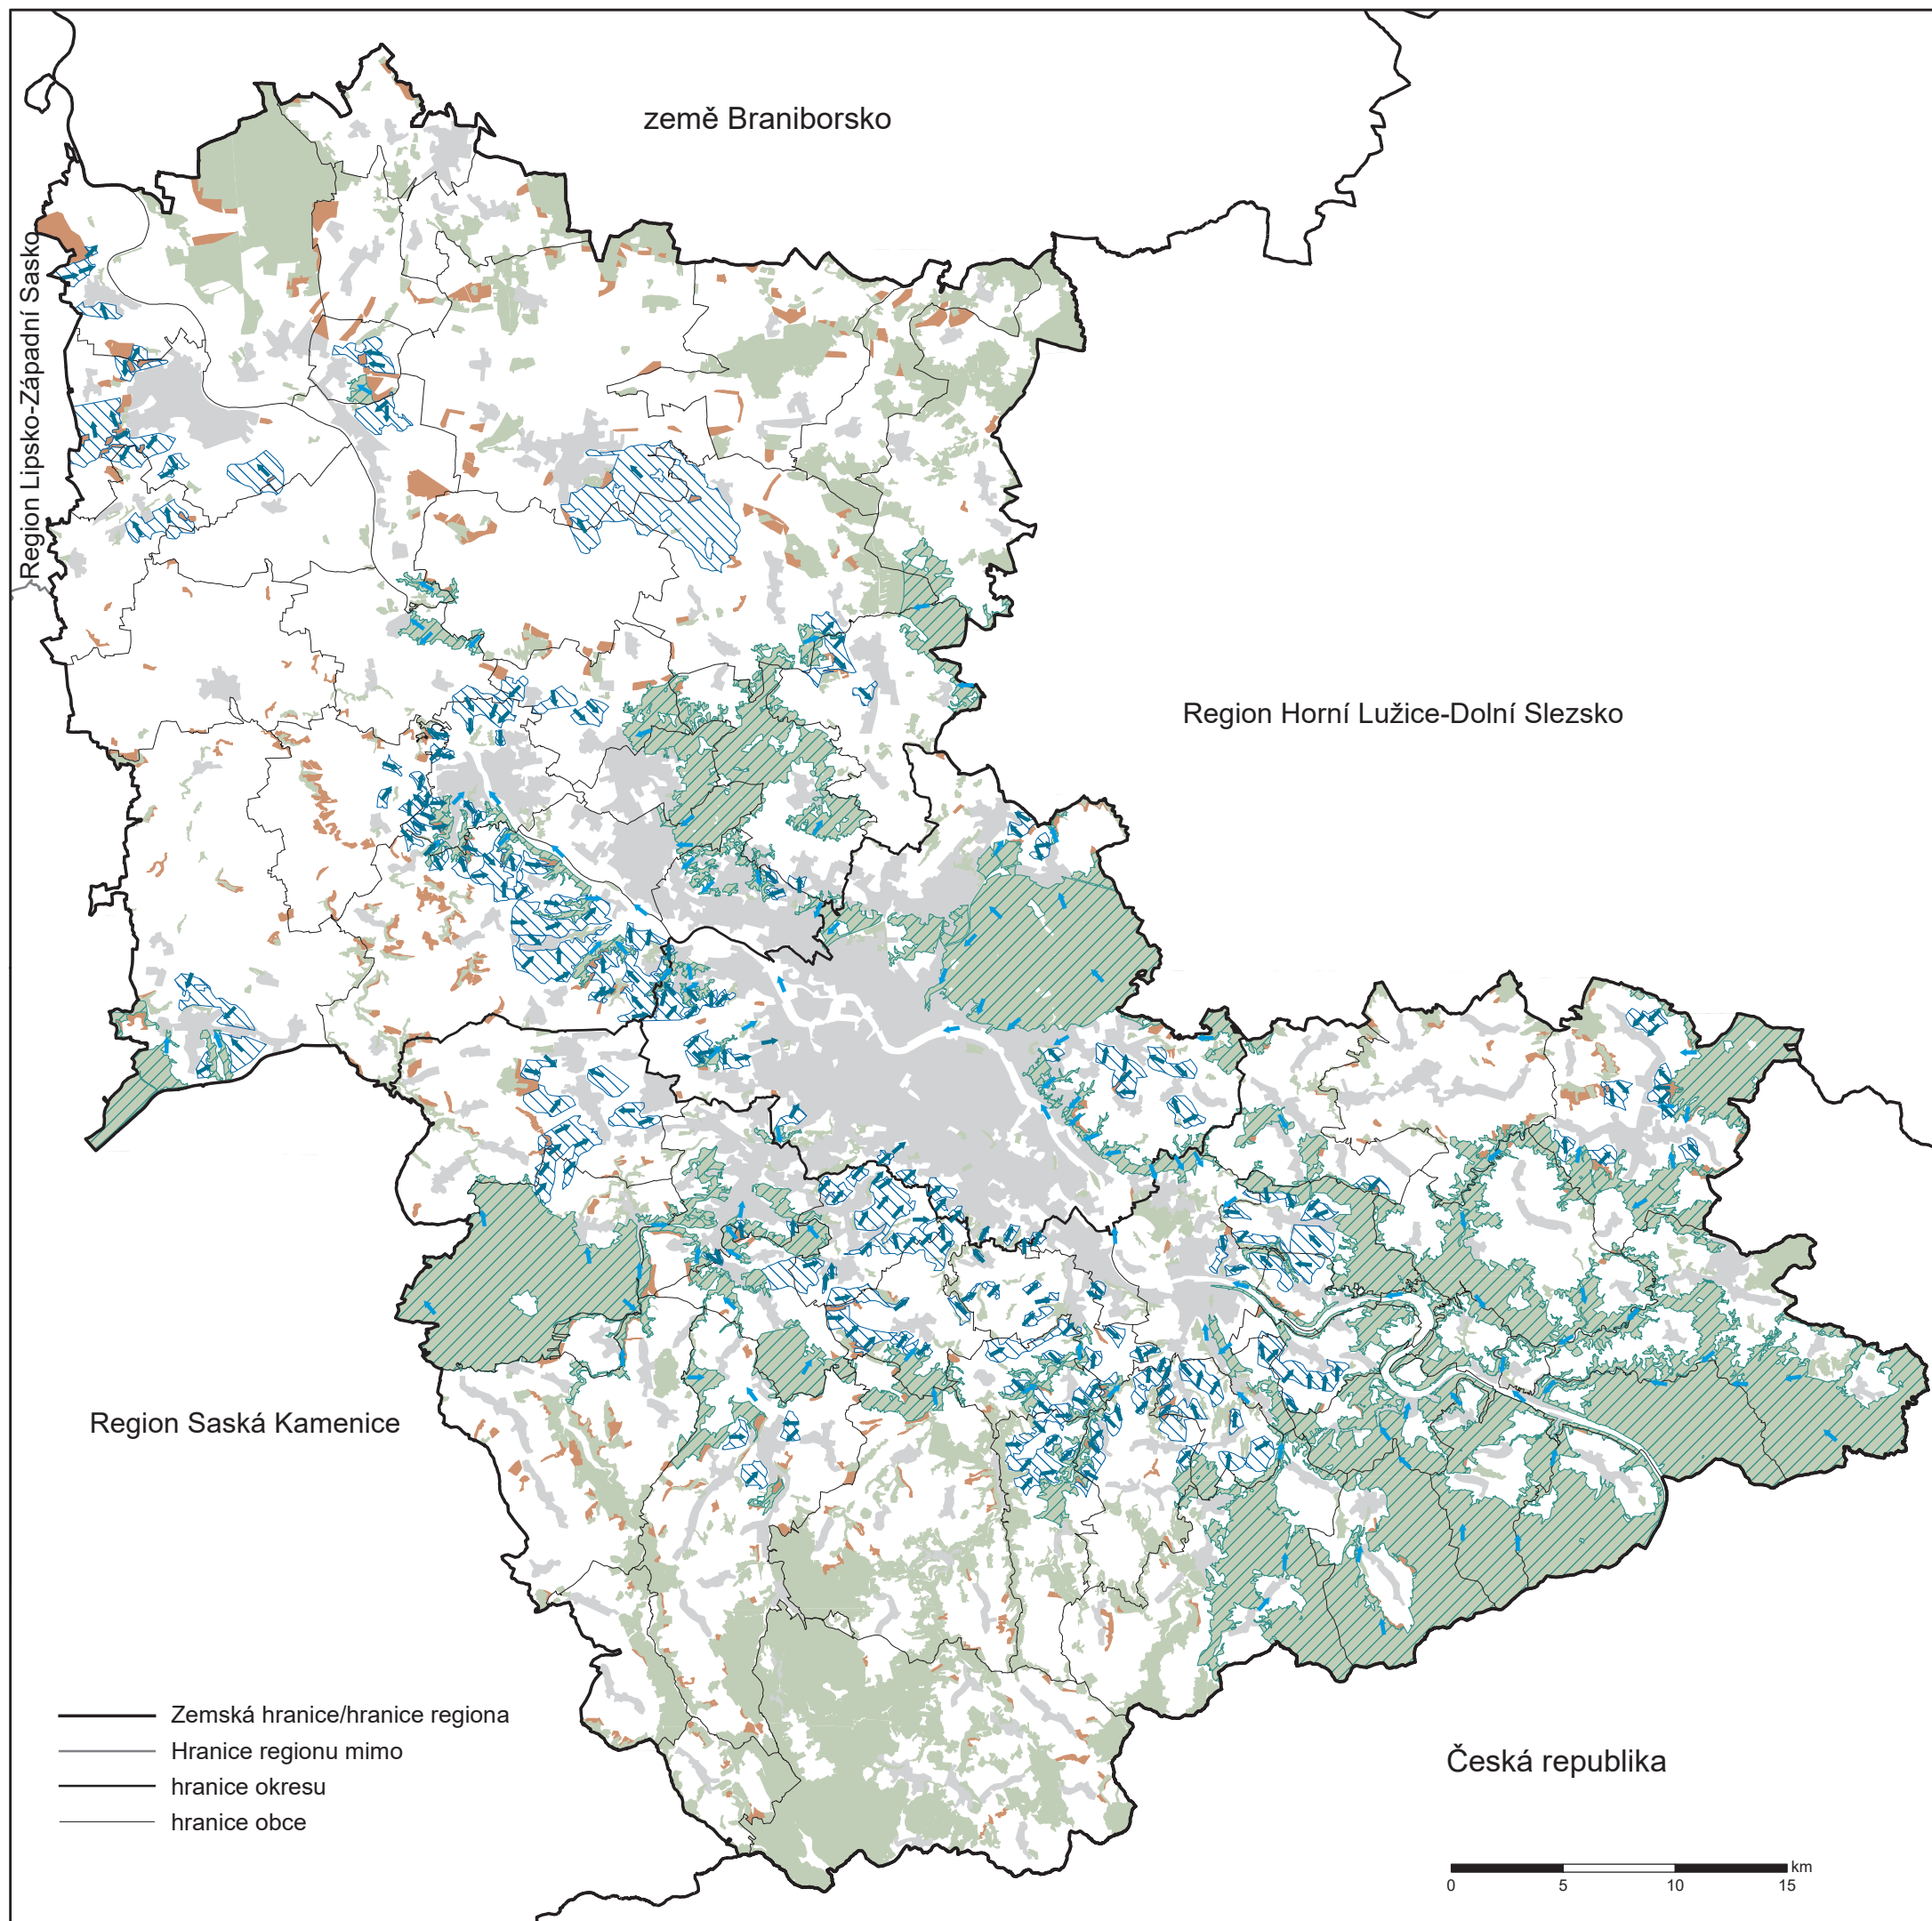 země Braniborsko
Region Lipsko-Západní Sasko
Region Horní Lužice-Dolní Slezsko
Region Saská Kamenice
Zemská hranice/hranice regiona
Hranice regionu mimo
hranice okresu
hranice obce
Česká republika
km
0 5 10 15